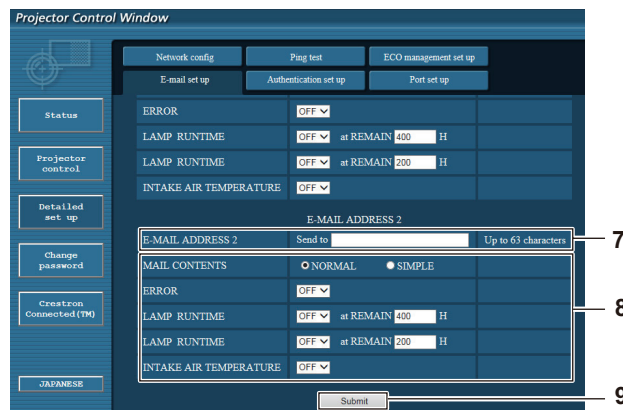 Projector Control Window
Network config Ping test ECO management set up
E-mail set up Authentication set up Port set up
Status
Projector control
Detailed set up
Change password
Crestron Connected(TM)
JAPANESE
ERROR OFF
LAMP RUNTIME OFF at REMAIN 400 H
LAMP RUNTIME OFF at REMAIN 200 H
INTAKE AIR TEMPERATURE OFF
E-MAIL ADDRESS 2
E-MAIL ADDRESS 2 Send to Up to 63 characters 7
MAIL CONTENTS NORMAL SIMPLE
ERROR OFF
LAMP RUNTIME OFF at REMAIN 400 H 8
LAMP RUNTIME OFF at REMAIN 200 H
INTAKE AIR TEMPERATURE OFF
Submit 9